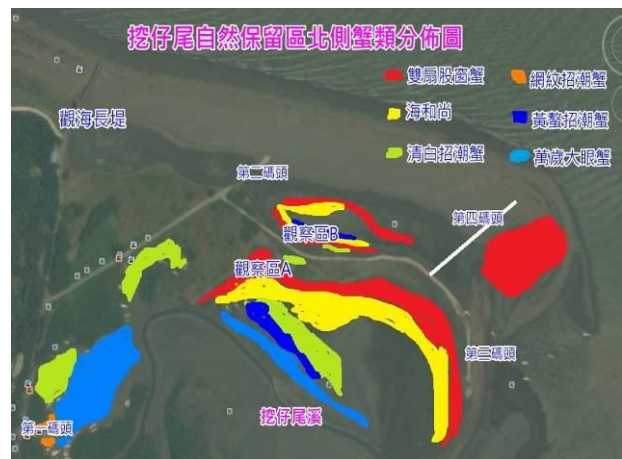 挖仔尾自然保留區北側蟹類分佈圖
雙扇股窗蟹
網紋招潮蟹
海和尚
黃螯招潮蟹
清白招潮蟹
萬歲大眼蟹
觀海長堤
第二碼頭
第四碼頭
觀察區B
觀察區A
第三碼頭
挖仔尾溪
第一碼頭